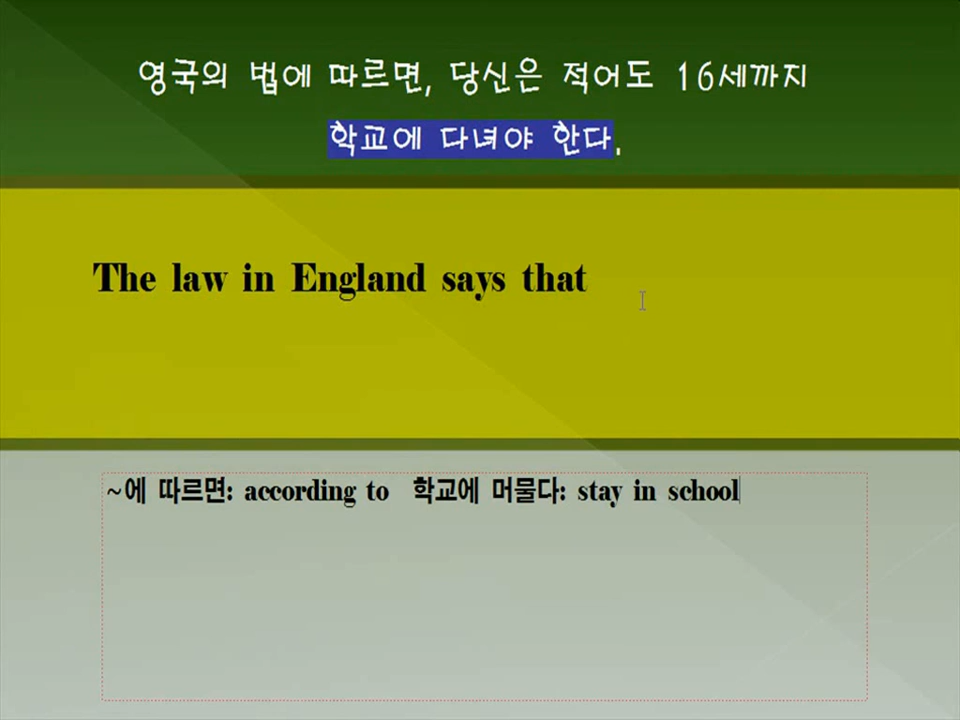 영국의 법에 따르면, 당신은 적어도 16세까지
학교에 다녀야 한다.
The law in England says that
~에 따르면: according to 학교에 머물다: stay in school